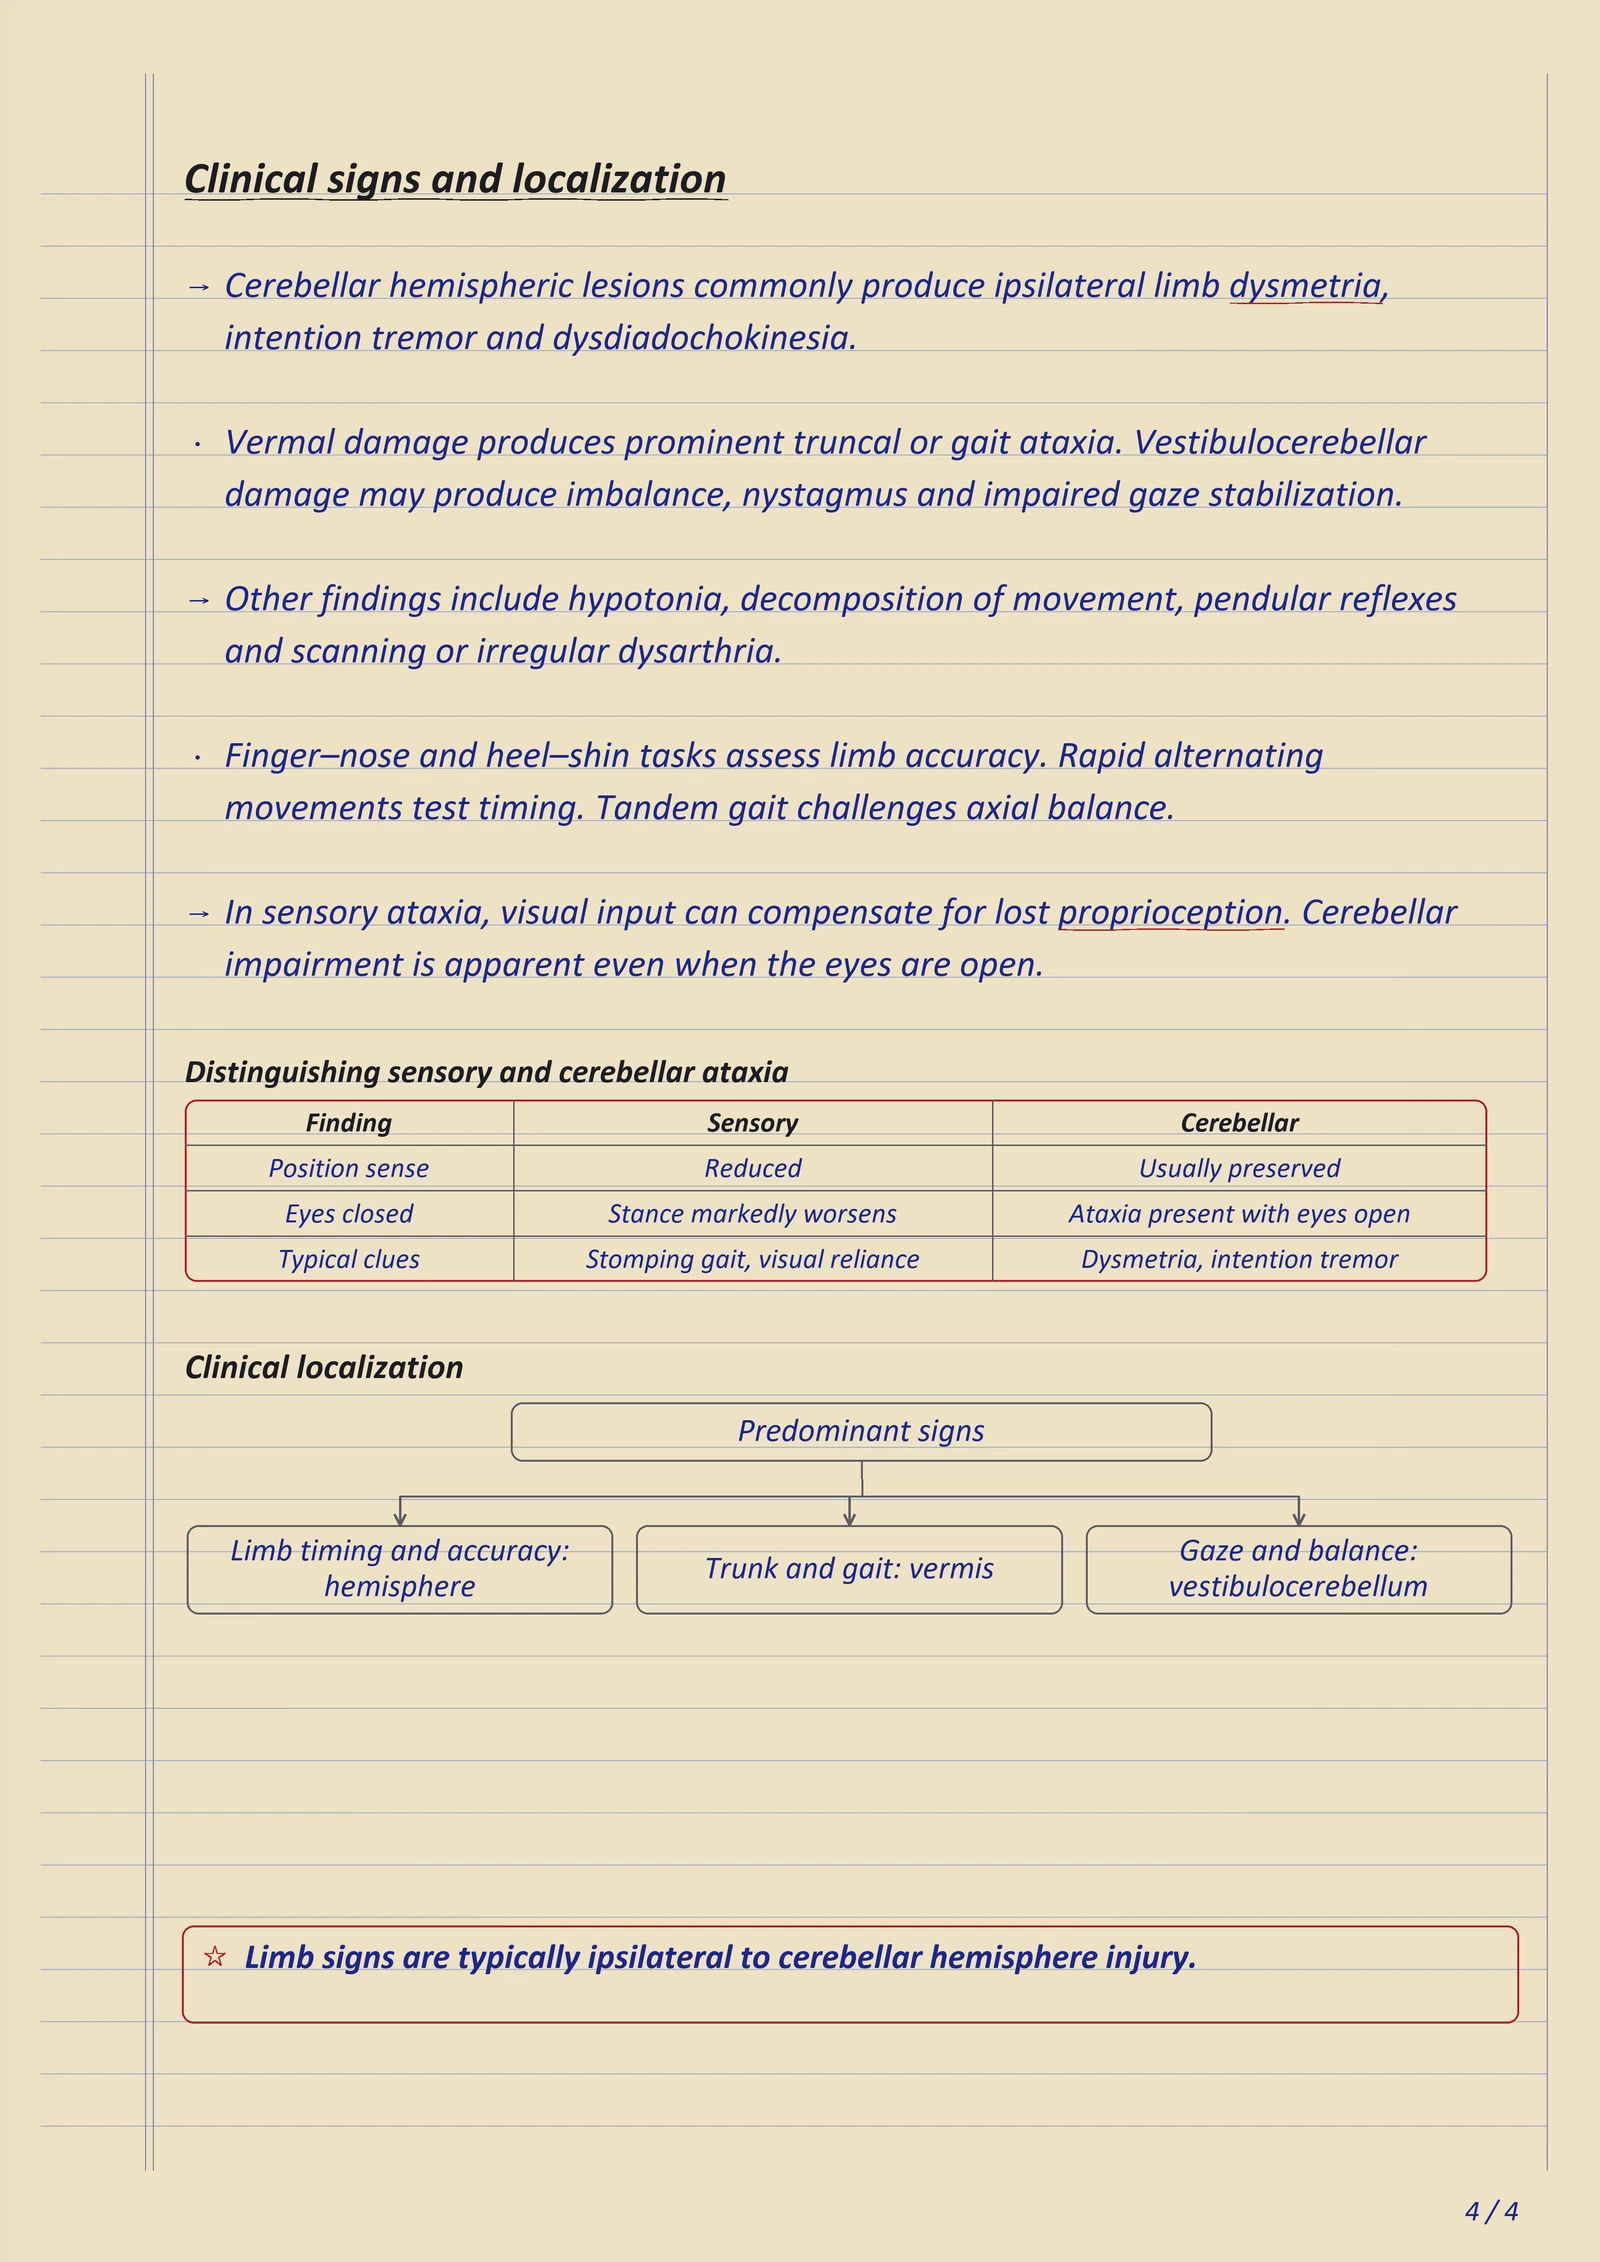 Clinical signs and localization
→ Cerebellar hemispheric lesions commonly produce ipsilateral limb dysmetria,
intention tremor and dysdiadochokinesia.
· Vermal damage produces prominent truncal or gait ataxia. Vestibulocerebellar
damage may produce imbalance, nystagmus and impaired gaze stabilization.
→ Other findings include hypotonia, decomposition of movement, pendular reflexes
and scanning or irregular dysarthria.
· Finger–nose and heel–shin tasks assess limb accuracy. Rapid alternating
movements test timing. Tandem gait challenges axial balance.
→ In sensory ataxia, visual input can compensate for lost proprioception. Cerebellar
impairment is apparent even when the eyes are open.
Distinguishing sensory and cerebellar ataxia
Finding Sensory Cerebellar
Position sense Reduced Usually preserved
Eyes closed Stance markedly worsens Ataxia present with eyes open
Typical clues Stomping gait, visual reliance Dysmetria, intention tremor
Clinical localization
Predominant signs
Limb timing and accuracy:
hemisphere
Trunk and gait: vermis
Gaze and balance:
vestibulocerebellum
☆ Limb signs are typically ipsilateral to cerebellar hemisphere injury.
4 / 4